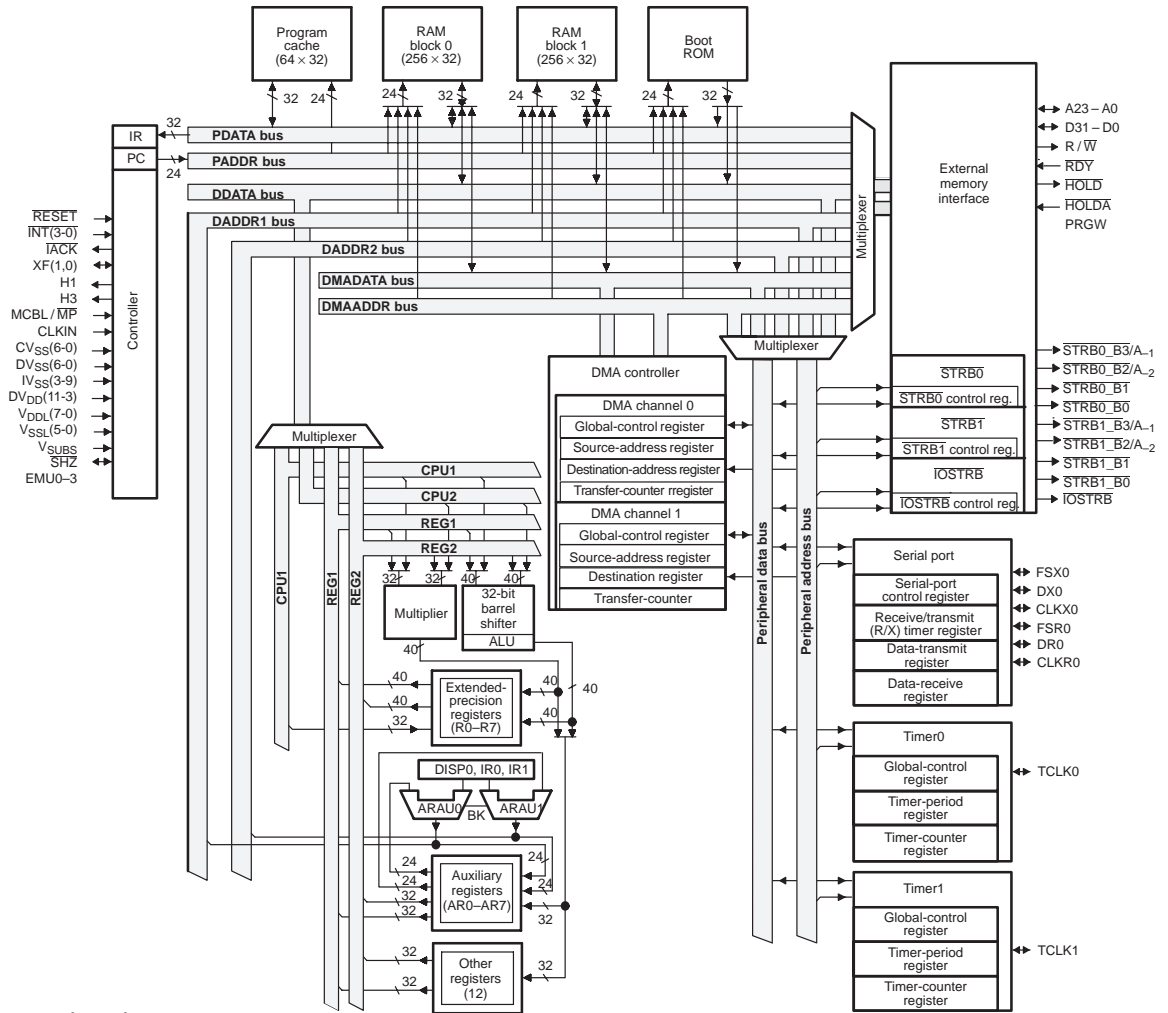 Program
cache
(64 × 32)
RAM
block 0
(256 × 32)
RAM
block 1
(256 × 32)
Boot
ROM
32
24
24
32
24
32
24
32
32
IR
PC
24
PDATA bus
PADDR bus
DDATA bus
DADDR1 bus
DADDR2 bus
DMADATA bus
DMAADDR bus
Multiplexer
External
memory
interface
A23 – A0
D31 – D0
R / W
RDY
HOLD
HOLDA
PRGW
RESET
INT(3-0)
IACK
XF(1,0)
H1
H3
MCBL / MP
CLKIN
CVSS(6-0)
DVSS(6-0)
IVSS(3-9)
DVDD(11-3)
VDDL(7-0)
VSSL(5-0)
VSUBS
SHZ
EMU0–3
Controller
Multiplexer
STRB0
STRB0 control reg.
STRB1
STRB1 control reg.
IOSTRB
IOSTRB control reg.
STRB0_B3/A–1
STRB0_B2/A–2
STRB0_B1
STRB0_B0
STRB1_B3/A–1
STRB1_B2/A–2
STRB1_B1
STRB1_B0
IOSTRB
DMA controller
DMA channel 0
Global-control register
Source-address register
Destination-address register
Transfer-counter rregister
DMA channel 1
Global-control register
Source-address register
Destination register
Transfer-counter
Peripheral data bus
Peripheral address bus
Multiplexer
CPU1
CPU2
REG1
REG2
CPU1
REG1
REG2
32
32
40
40
Multiplier
32-bit
barrel
shifter
ALU
40
40
40
32
Extended-
precision
registers
(R0–R7)
40
40
40
DISP0, IR0, IR1
ARAU0
BK
ARAU1
24
24
32
32
Auxiliary
registers
(AR0–AR7)
24
24
32
32
32
Other
registers
(12)
32
Serial port
Serial-port
control register
Receive/transmit
(R/X) timer register
Data-transmit
register
Data-receive
register
FSX0
DX0
CLKX0
FSR0
DR0
CLKR0
Timer0
Global-control
register
Timer-period
register
Timer-counter
register
TCLK0
Timer1
Global-control
register
Timer-period
register
Timer-counter
register
TCLK1